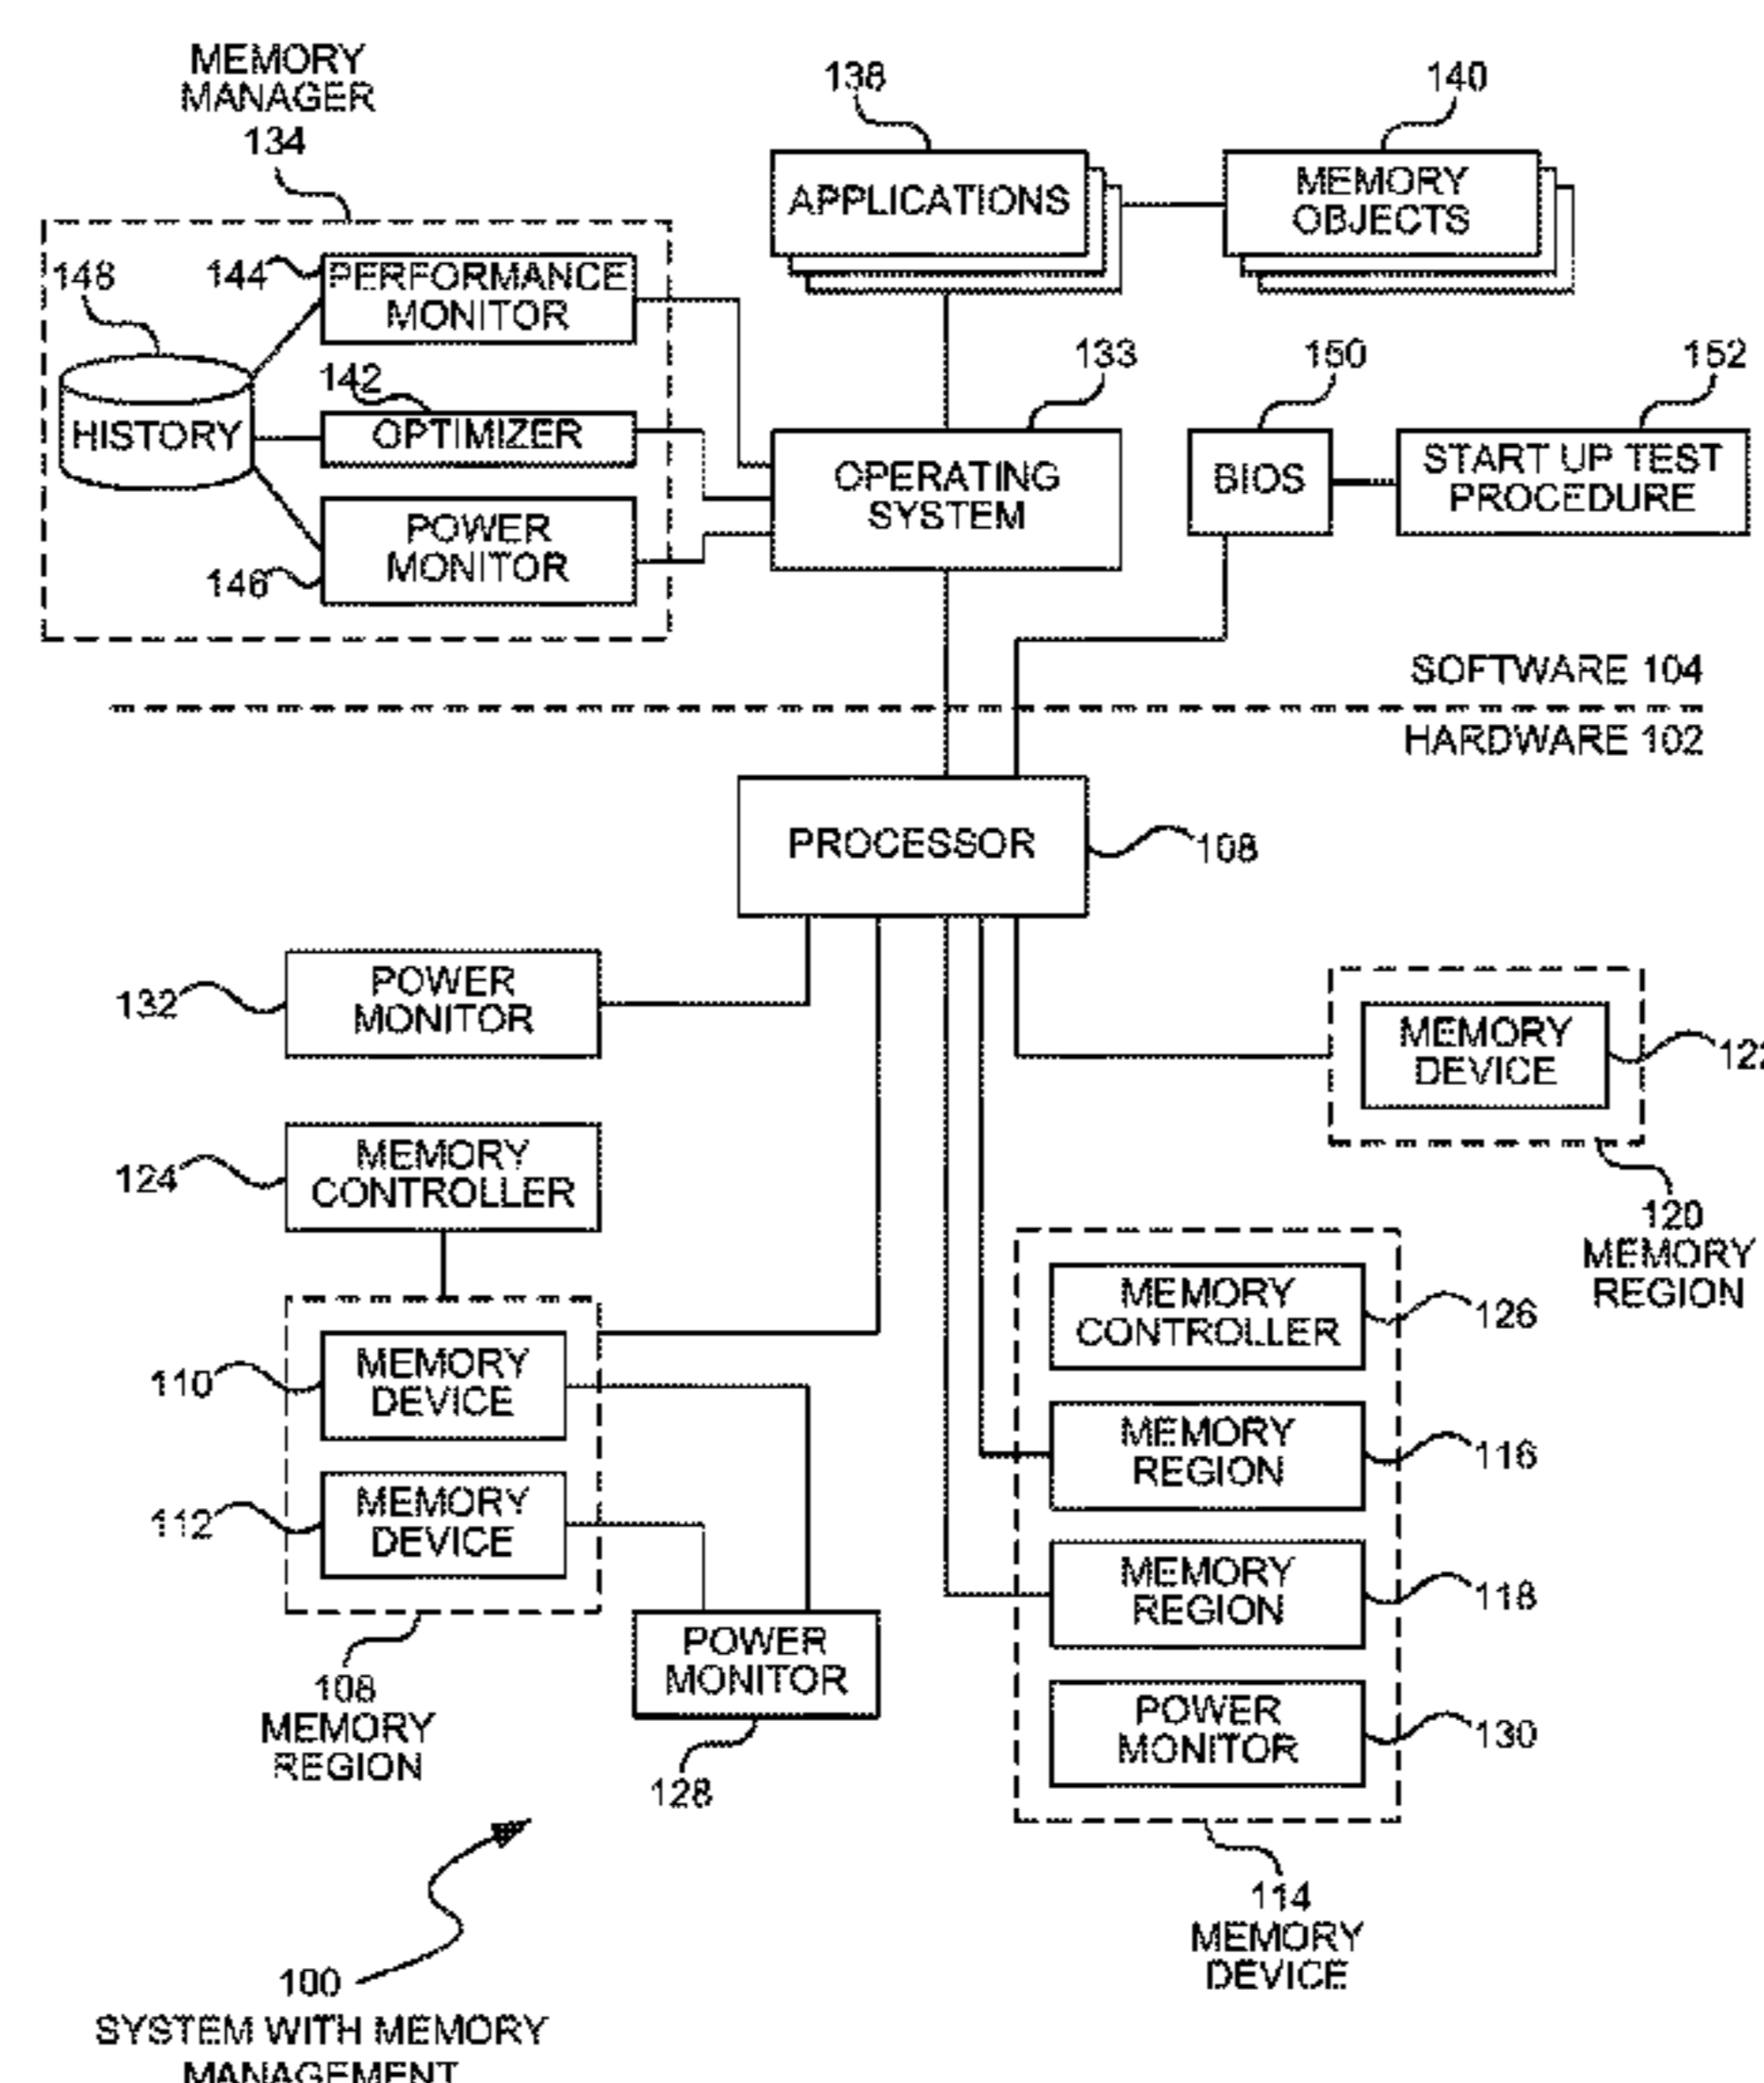 MEMORY
MANAGER
134
138
140
APPLICATIONS
MEMORY
OBJECTS
148
144
PERFORMANCE
MONITOR
HISTORY
142
OPTIMIZER
146
POWER
MONITOR
133
OPERATING
SYSTEM
150
BIOS
152
START UP TEST
PROCEDURE
SOFTWARE 104
HARDWARE 102
PROCESSOR
108
132
POWER
MONITOR
MEMORY
DEVICE
122
120
MEMORY
REGION
124
MEMORY
CONTROLLER
110
MEMORY
DEVICE
112
MEMORY
DEVICE
108
MEMORY
REGION
POWER
MONITOR
128
MEMORY
CONTROLLER
126
MEMORY
REGION
116
MEMORY
REGION
118
POWER
MONITOR
130
114
MEMORY
DEVICE
100
SYSTEM WITH MEMORY
MANAGEMENT